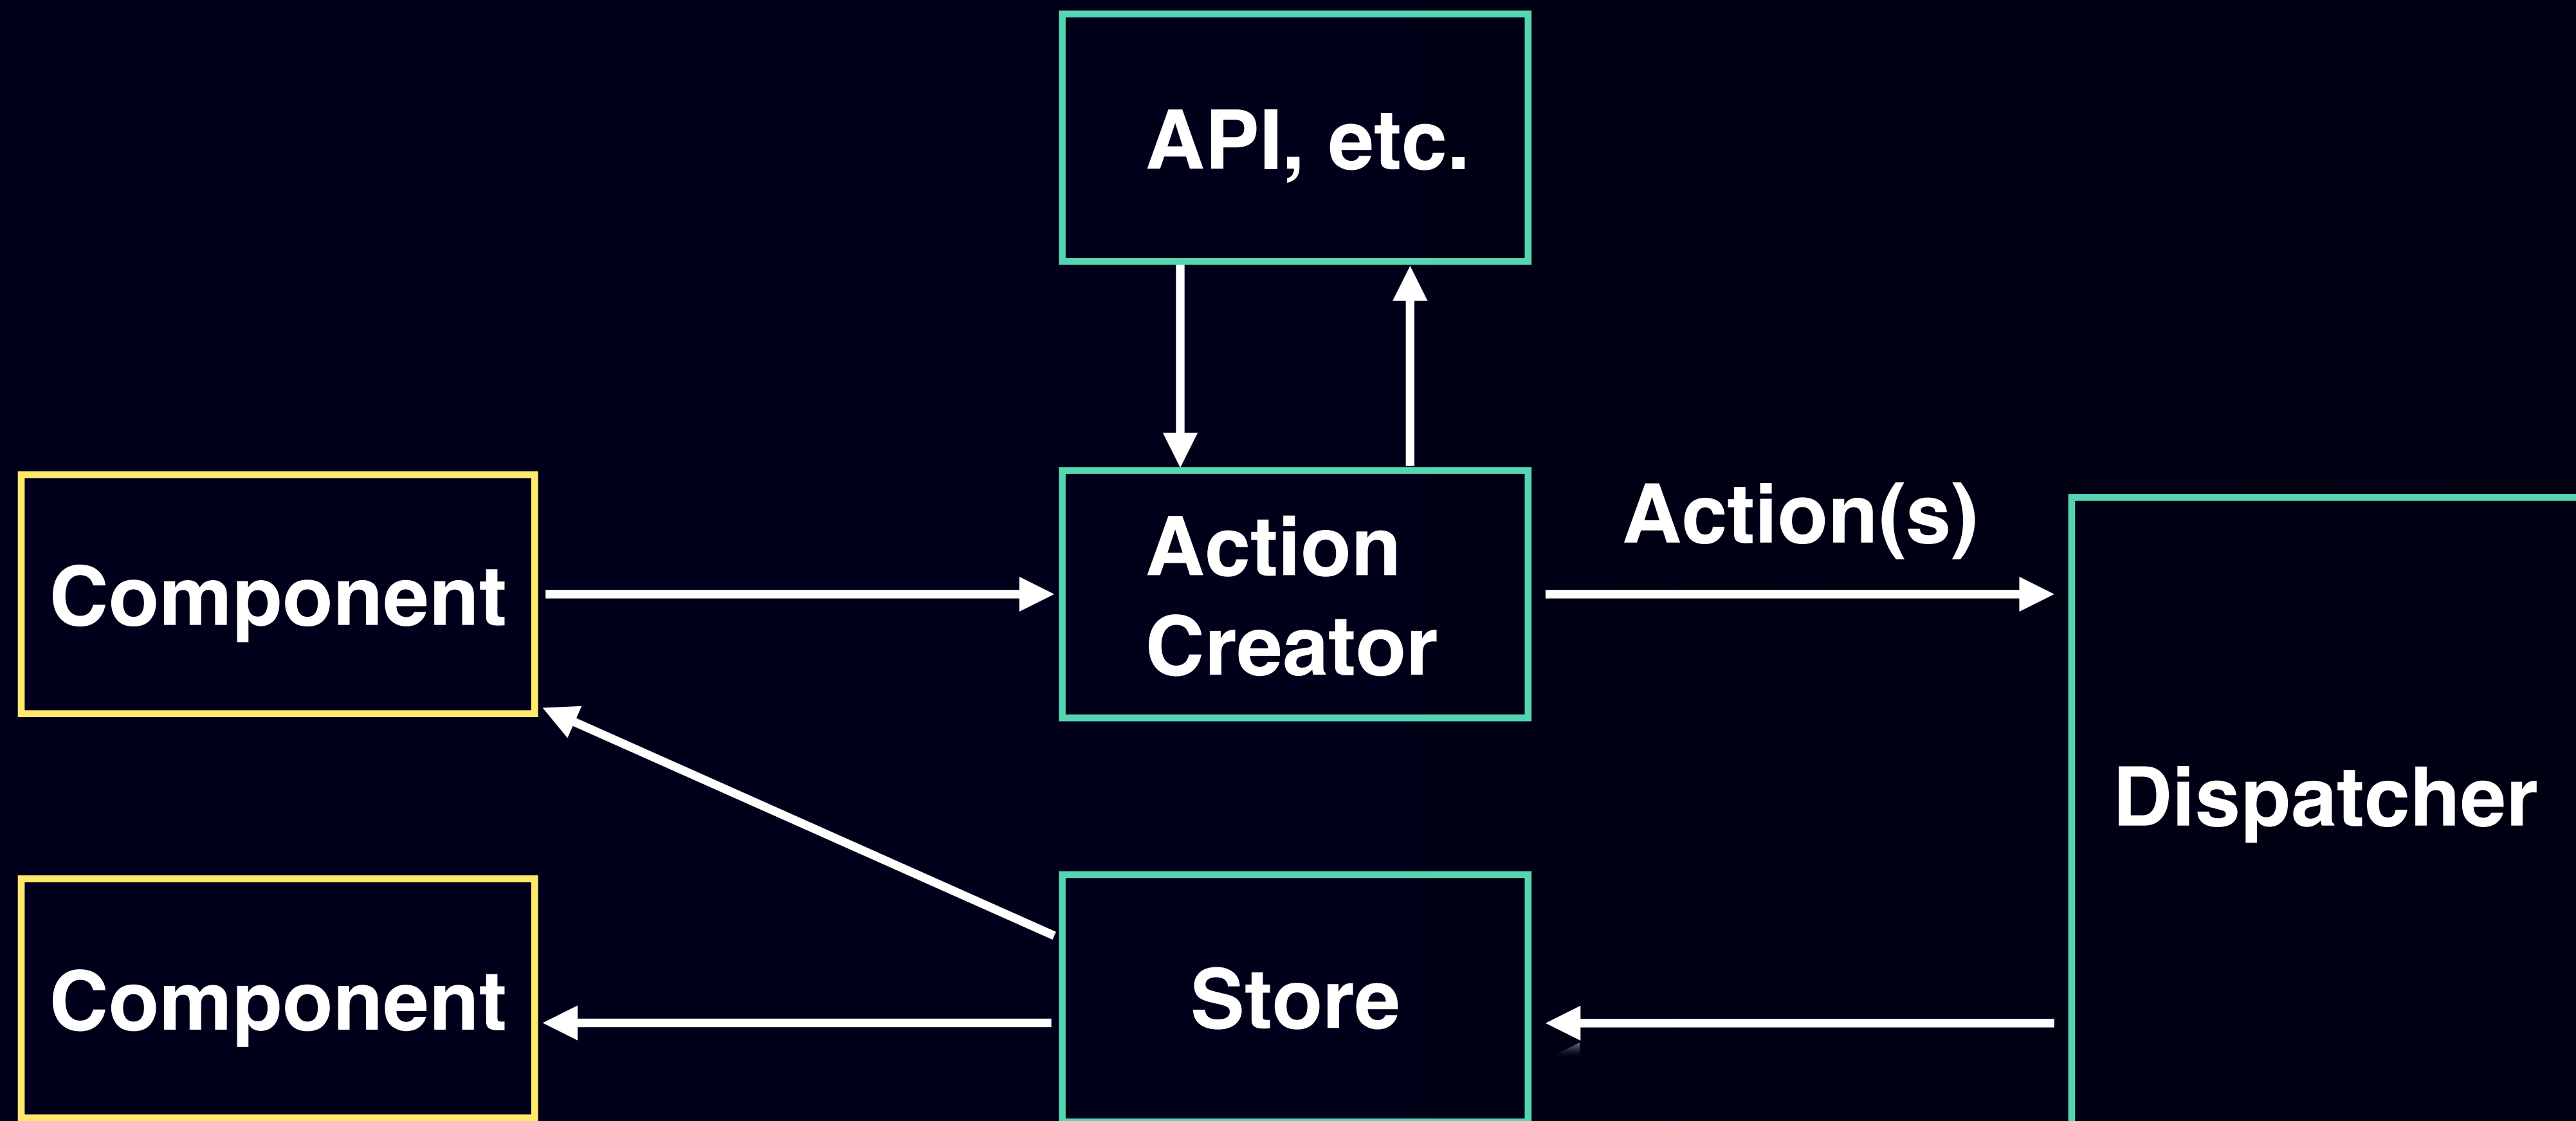 API, etc.
Action(s)
Component
Action
Creator
Dispatcher
Component
Store